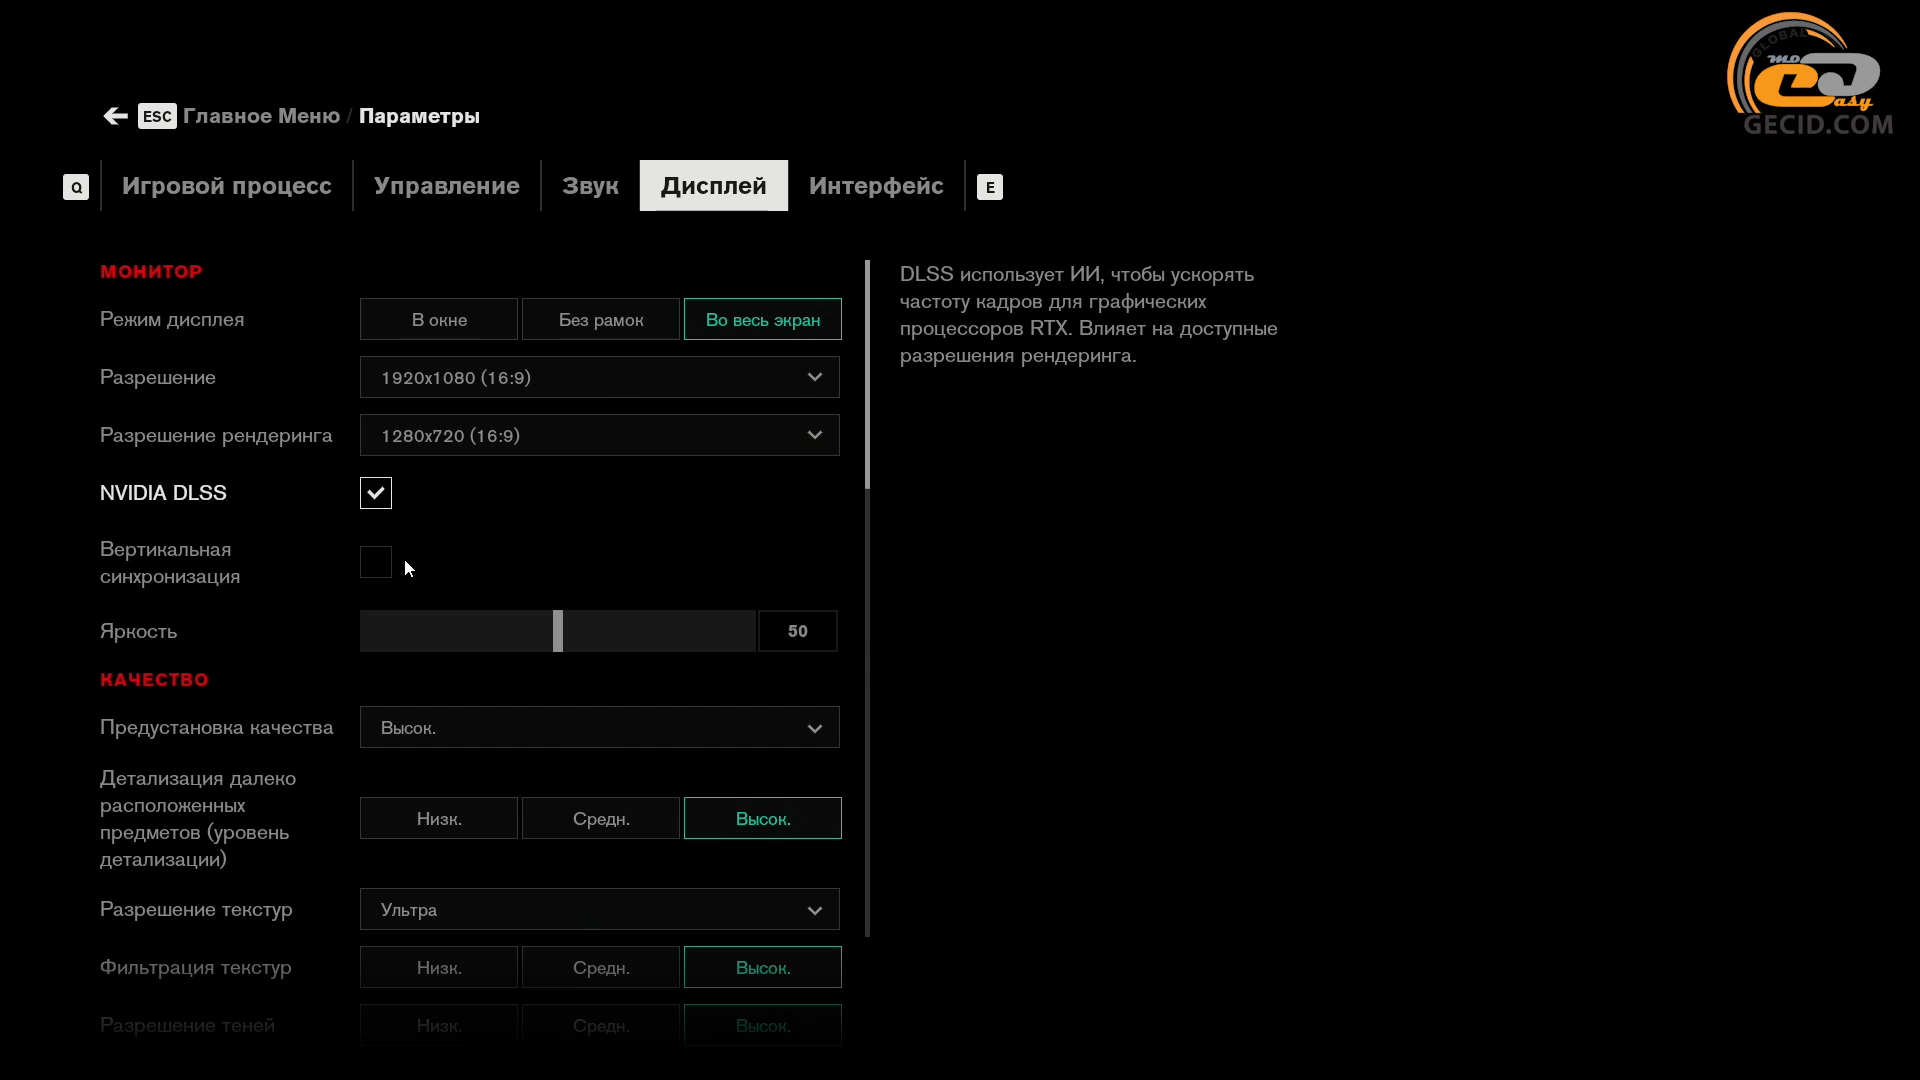 GLOBAL
GECID.COM
ESC Главное Меню / Параметры
Q Игровой процесс Управление Звук Дисплей Интерфейс E
МОНИТОР
Режим дисплея В окне Без рамок Во весь экран
Разрешение 1920x1080 (16:9)
Разрешение рендеринга 1280x720 (16:9)
NVIDIA DLSS
Вертикальная
синхронизация
Яркость 50
КАЧЕСТВО
Предустановка качества Высок.
Детализация далеко
расположенных
предметов (уровень
детализации)
Низк. Средн. Высок.
Разрешение текстур Ультра
Фильтрация текстур Низк. Средн. Высок.
Разрешение теней Низк. Средн. Высок.
DLSS использует ИИ, чтобы ускорять
частоту кадров для графических
процессоров RTX. Влияет на доступные
разрешения рендеринга.